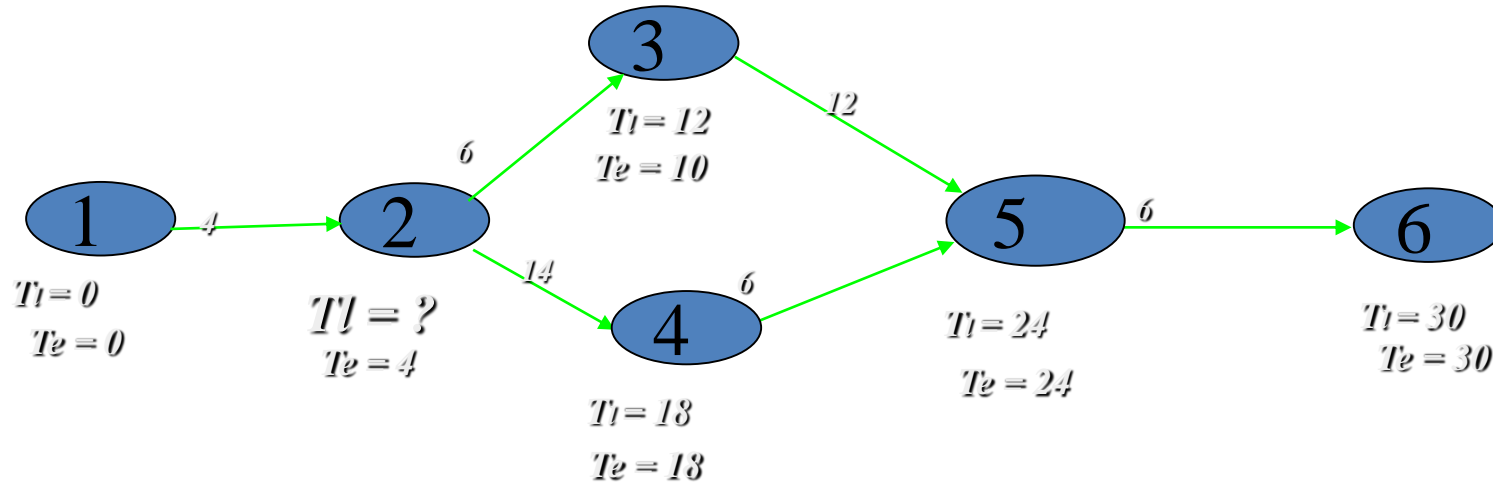 3
12
Tl = 12
6
Te = 10
1
4
2
5
6
6
14
Tl = 0
Te = 0
Tl = ?
Te = 4
6
4
Tl = 24
Te = 24
Tl = 30
Te = 30
Tl = 18
Te = 18